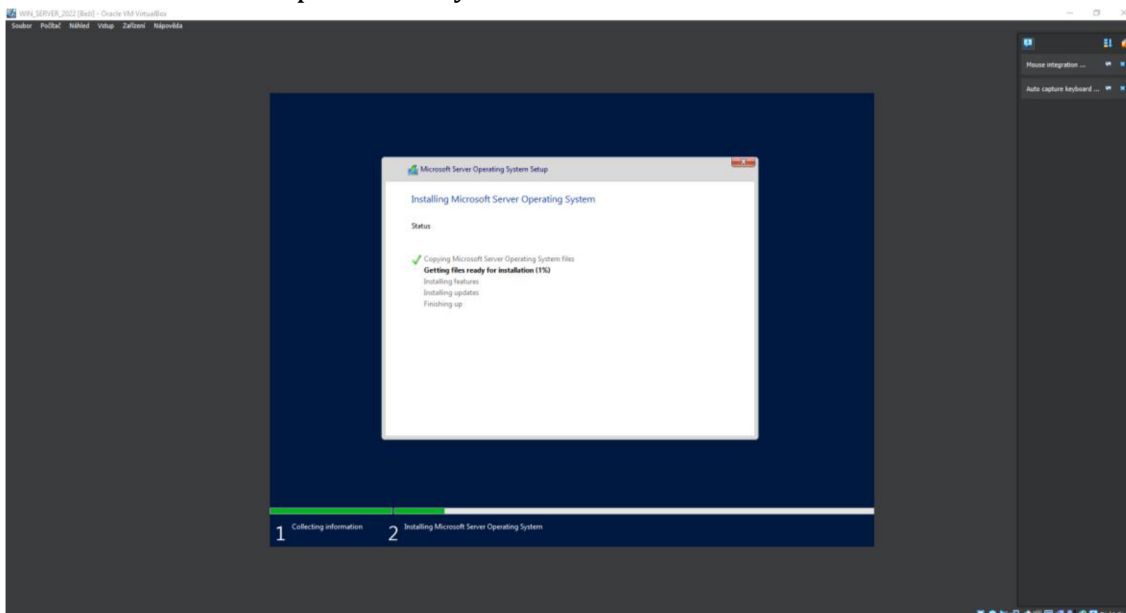 WIN_SERVER_2022 [Beží] - Oracle VM VirtualBox
Soubor Počítač Náhled Vstup Zařízení Nápověda
Mouse integration ...
Auto capture keyboard ...
Microsoft Server Operating System Setup
Installing Microsoft Server Operating System
Status
Copying Microsoft Server Operating System files
Getting files ready for installation (1%)
Installing features
Installing updates
Finishing up
1 Collecting information 2 Installing Microsoft Server Operating System